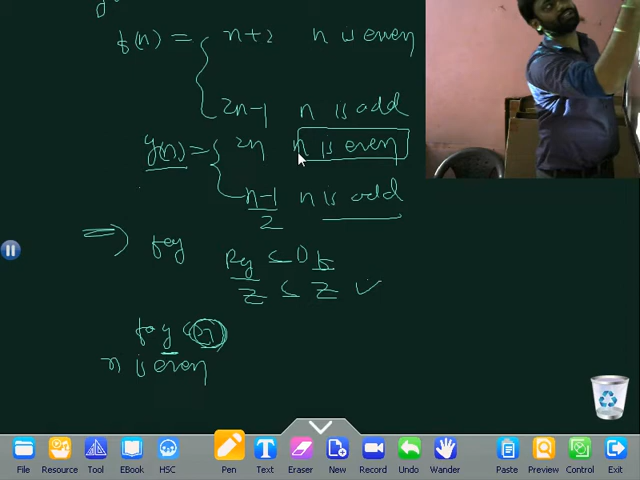 f(n) = { n+2 n is even
2n-1 n is odd
g(n) = { 2n n is even
n-1/2 n is odd
=> fog Rg ⊆ Df
Z ⊆ Z ✓
fog (n)
n is even
File Resource Tool EBook HSC Pen Text Eraser New Record Undo Wander Paste Preview Control Exit